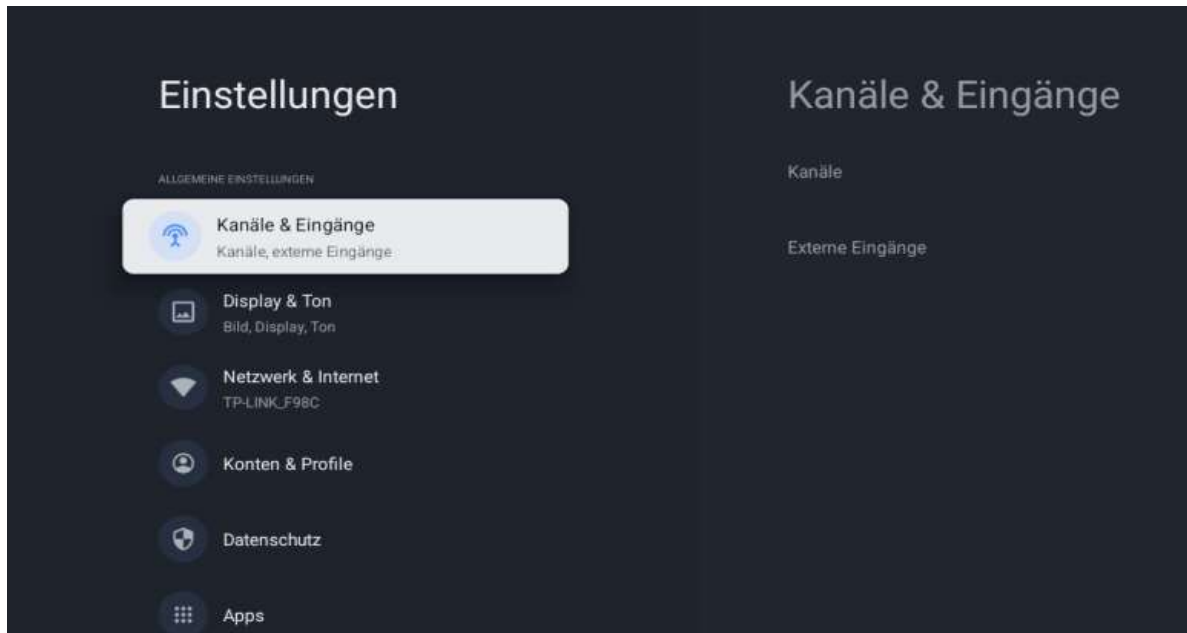 Einstellungen
ALLGEMEINE EINSTELLUNGEN
Kanäle & Eingänge
Kanäle, externe Eingänge
Display & Ton
Bild, Display, Ton
Netzwerk & Internet
TP-LINK_F98C
Konten & Profile
Datenschutz
Apps
Kanäle & Eingänge
Kanäle
Externe Eingänge